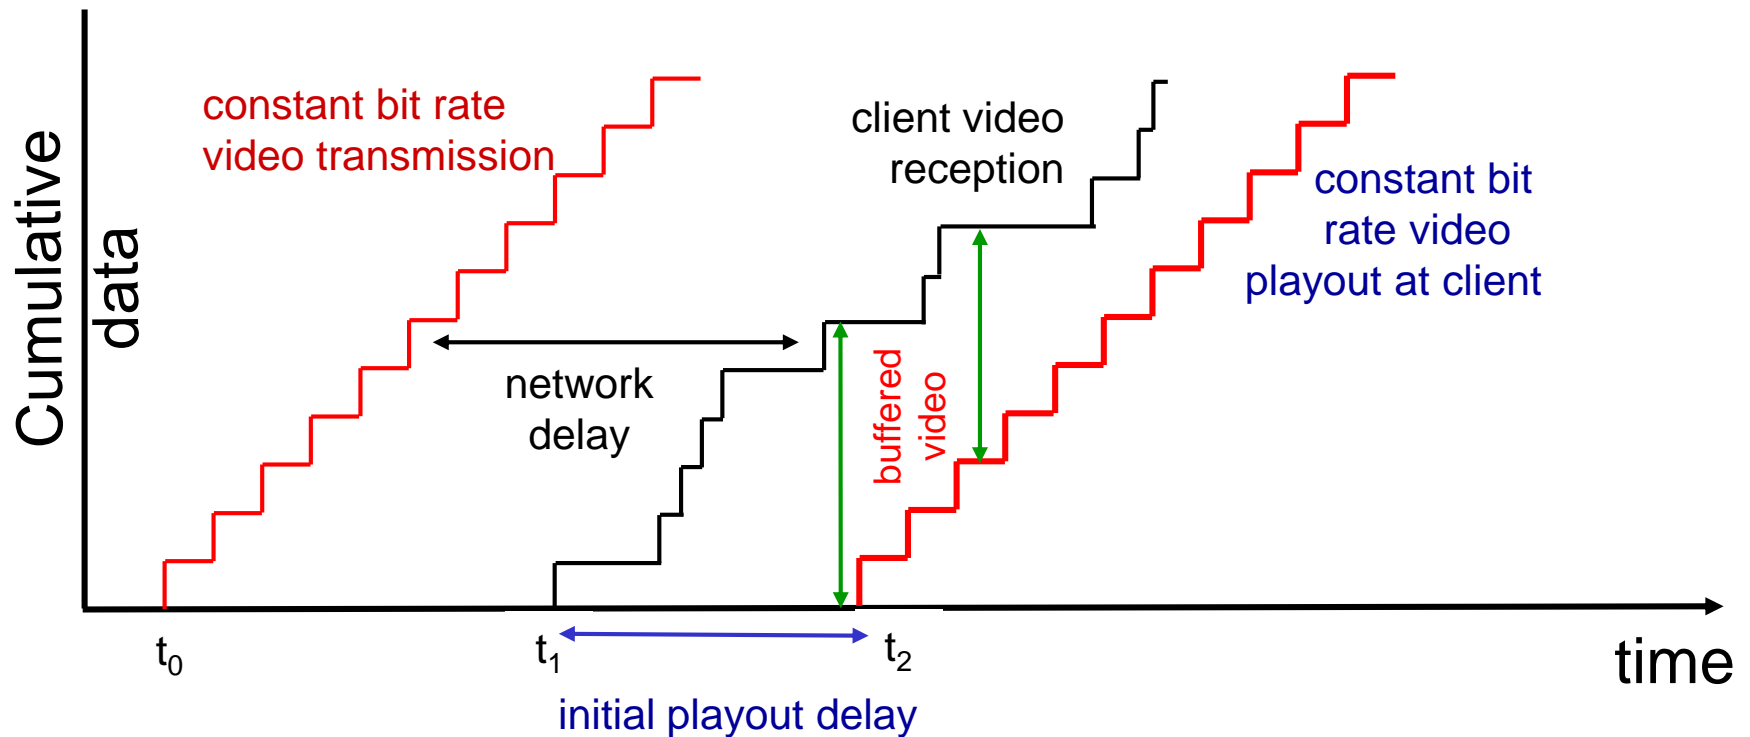 Cumulative
data
constant bit rate
video transmission
client video
reception
constant bit
rate video
playout at client
network
delay
buffered
video
t0
t1
t2
time
initial playout delay